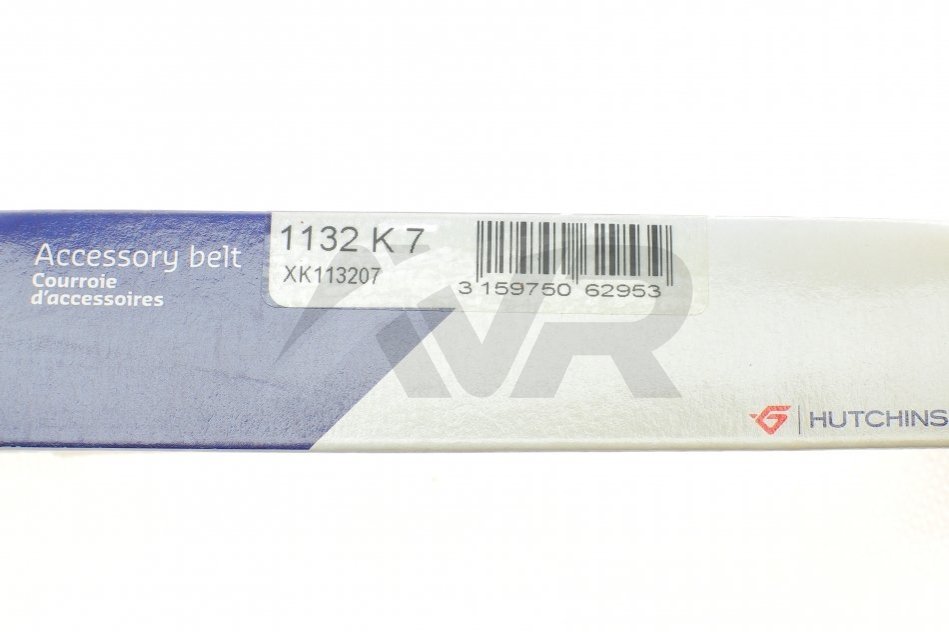 Accessory belt
Courroie
d'accessoires
1132 K 7
XK113207
3 159750 62953
HUTCHINS